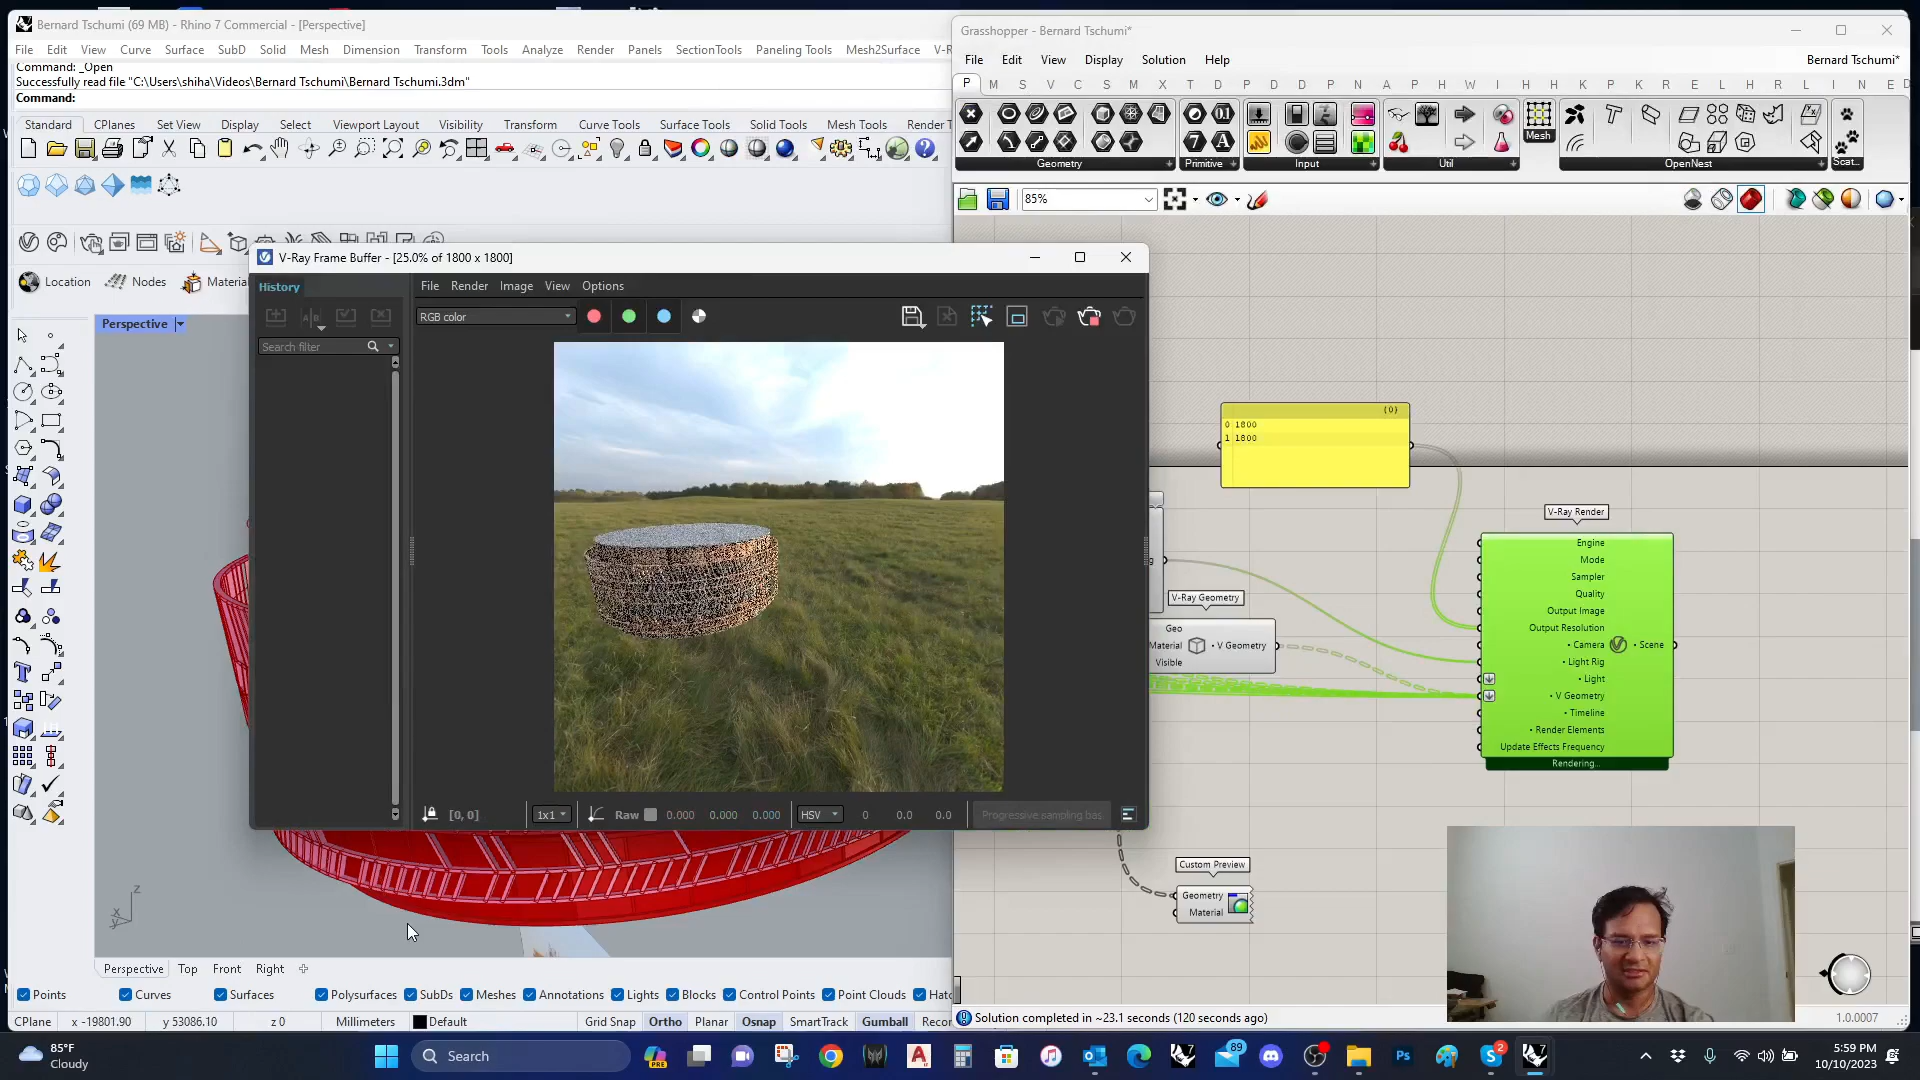 Bernard Tschumi (69 MB) - Rhino 7 Commercial - [Perspective]
File Edit View Curve Surface SubD Solid Mesh Dimension Transform Tools Analyze Render Panels SectionTools Paneling Tools Mesh2Surface
Command: _Open
Successfully read file "C:\Users\shiha\Videos\Bernard Tschumi\Bernard Tschumi.3dm"
Command:
Standard CPlanes Set View Display Select Viewport Layout Visibility Transform Curve Tools Surface Tools Solid Tools Mesh Tools Render T
Location Nodes Material
Perspective
V-Ray Frame Buffer - [25.0% of 1800 x 1800]
History
File Render Image View Options
RGB color
Search filter
[0, 0] 1x1 Raw 0.000 0.000 0.000 HSV 0 0.0 0.0 Progressive sampling bas
Perspective Top Front Right
Points Curves Surfaces Polysurfaces SubDs Meshes Annotations Lights Blocks Control Points Point Clouds Hatc
CPlane x -19801.90 y 53086.10 z 0 Millimeters Default Grid Snap Ortho Planar Osnap SmartTrack Gumball Recor
Grasshopper - Bernard Tschumi*
File Edit View Display Solution Help Bernard Tschumi*
P M S V C S M X T D P D D P N W I H H H P R E L H R L I N E D
Mesh
Geometry Primitive Input Util OpenNest Scat..
85%
(0)
0 1800
1 1800
V-Ray Render
Engine
Mode
Sampler
Quality
Output Image
Output Resolution
Camera Scene
Light Rig
Light
V Geometry
Timeline
Render Elements
Update Effects Frequency
Rendering...
V-Ray Geometry
Geo
Material V Geometry
Visible
Custom Preview
Geometry
Material
Solution completed in ~23.1 seconds (120 seconds ago) 1.0.0007
85°F
Cloudy
Search
PRE
89
2
5:59 PM
10/10/2023